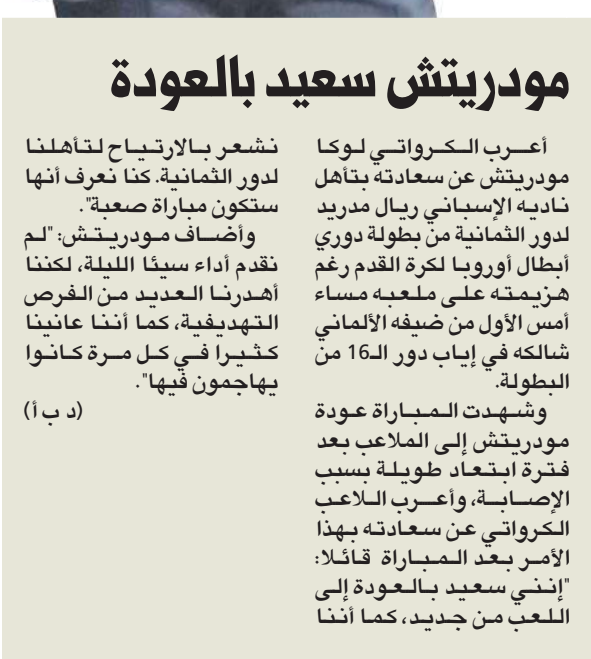 مودريتش سعيد بالعودة
أعرب الكرواتي لوكا
مودريتش عن سعادته بتأهل
ناديه الإسباني ريال مدريد
لدور الثمانية من بطولة دوري
أبطال أوروبا لكرة القدم رغم
هزيمته على ملعبه مساء
أمس الأول من ضيفه الألماني
شالكه في إياب دور الـ16 من
البطولة.
وشهدت المباراة عودة
مودريتش إلى الملاعب بعد
فترة ابتعاد طويلة بسبب
الإصابة، وأعرب اللاعب
الكرواتي عن سعادته بهذا
الأمر بعد المباراة قائلا:
"إنني سعيد بالعودة إلى
اللعب من جديد، كما أننا
نشعر بالارتياح لتأهلنا
لدور الثمانية. كنا نعرف أنها
ستكون مباراة صعبة".
وأضاف مودريتش: "لم
نقدم أداء سيئا الليلة، لكننا
أهدرنا العديد من الفرص
التهديفية، كما أننا عانينا
كثيرا في كل مرة كانوا
يهاجمون فيها".
(د ب أ)